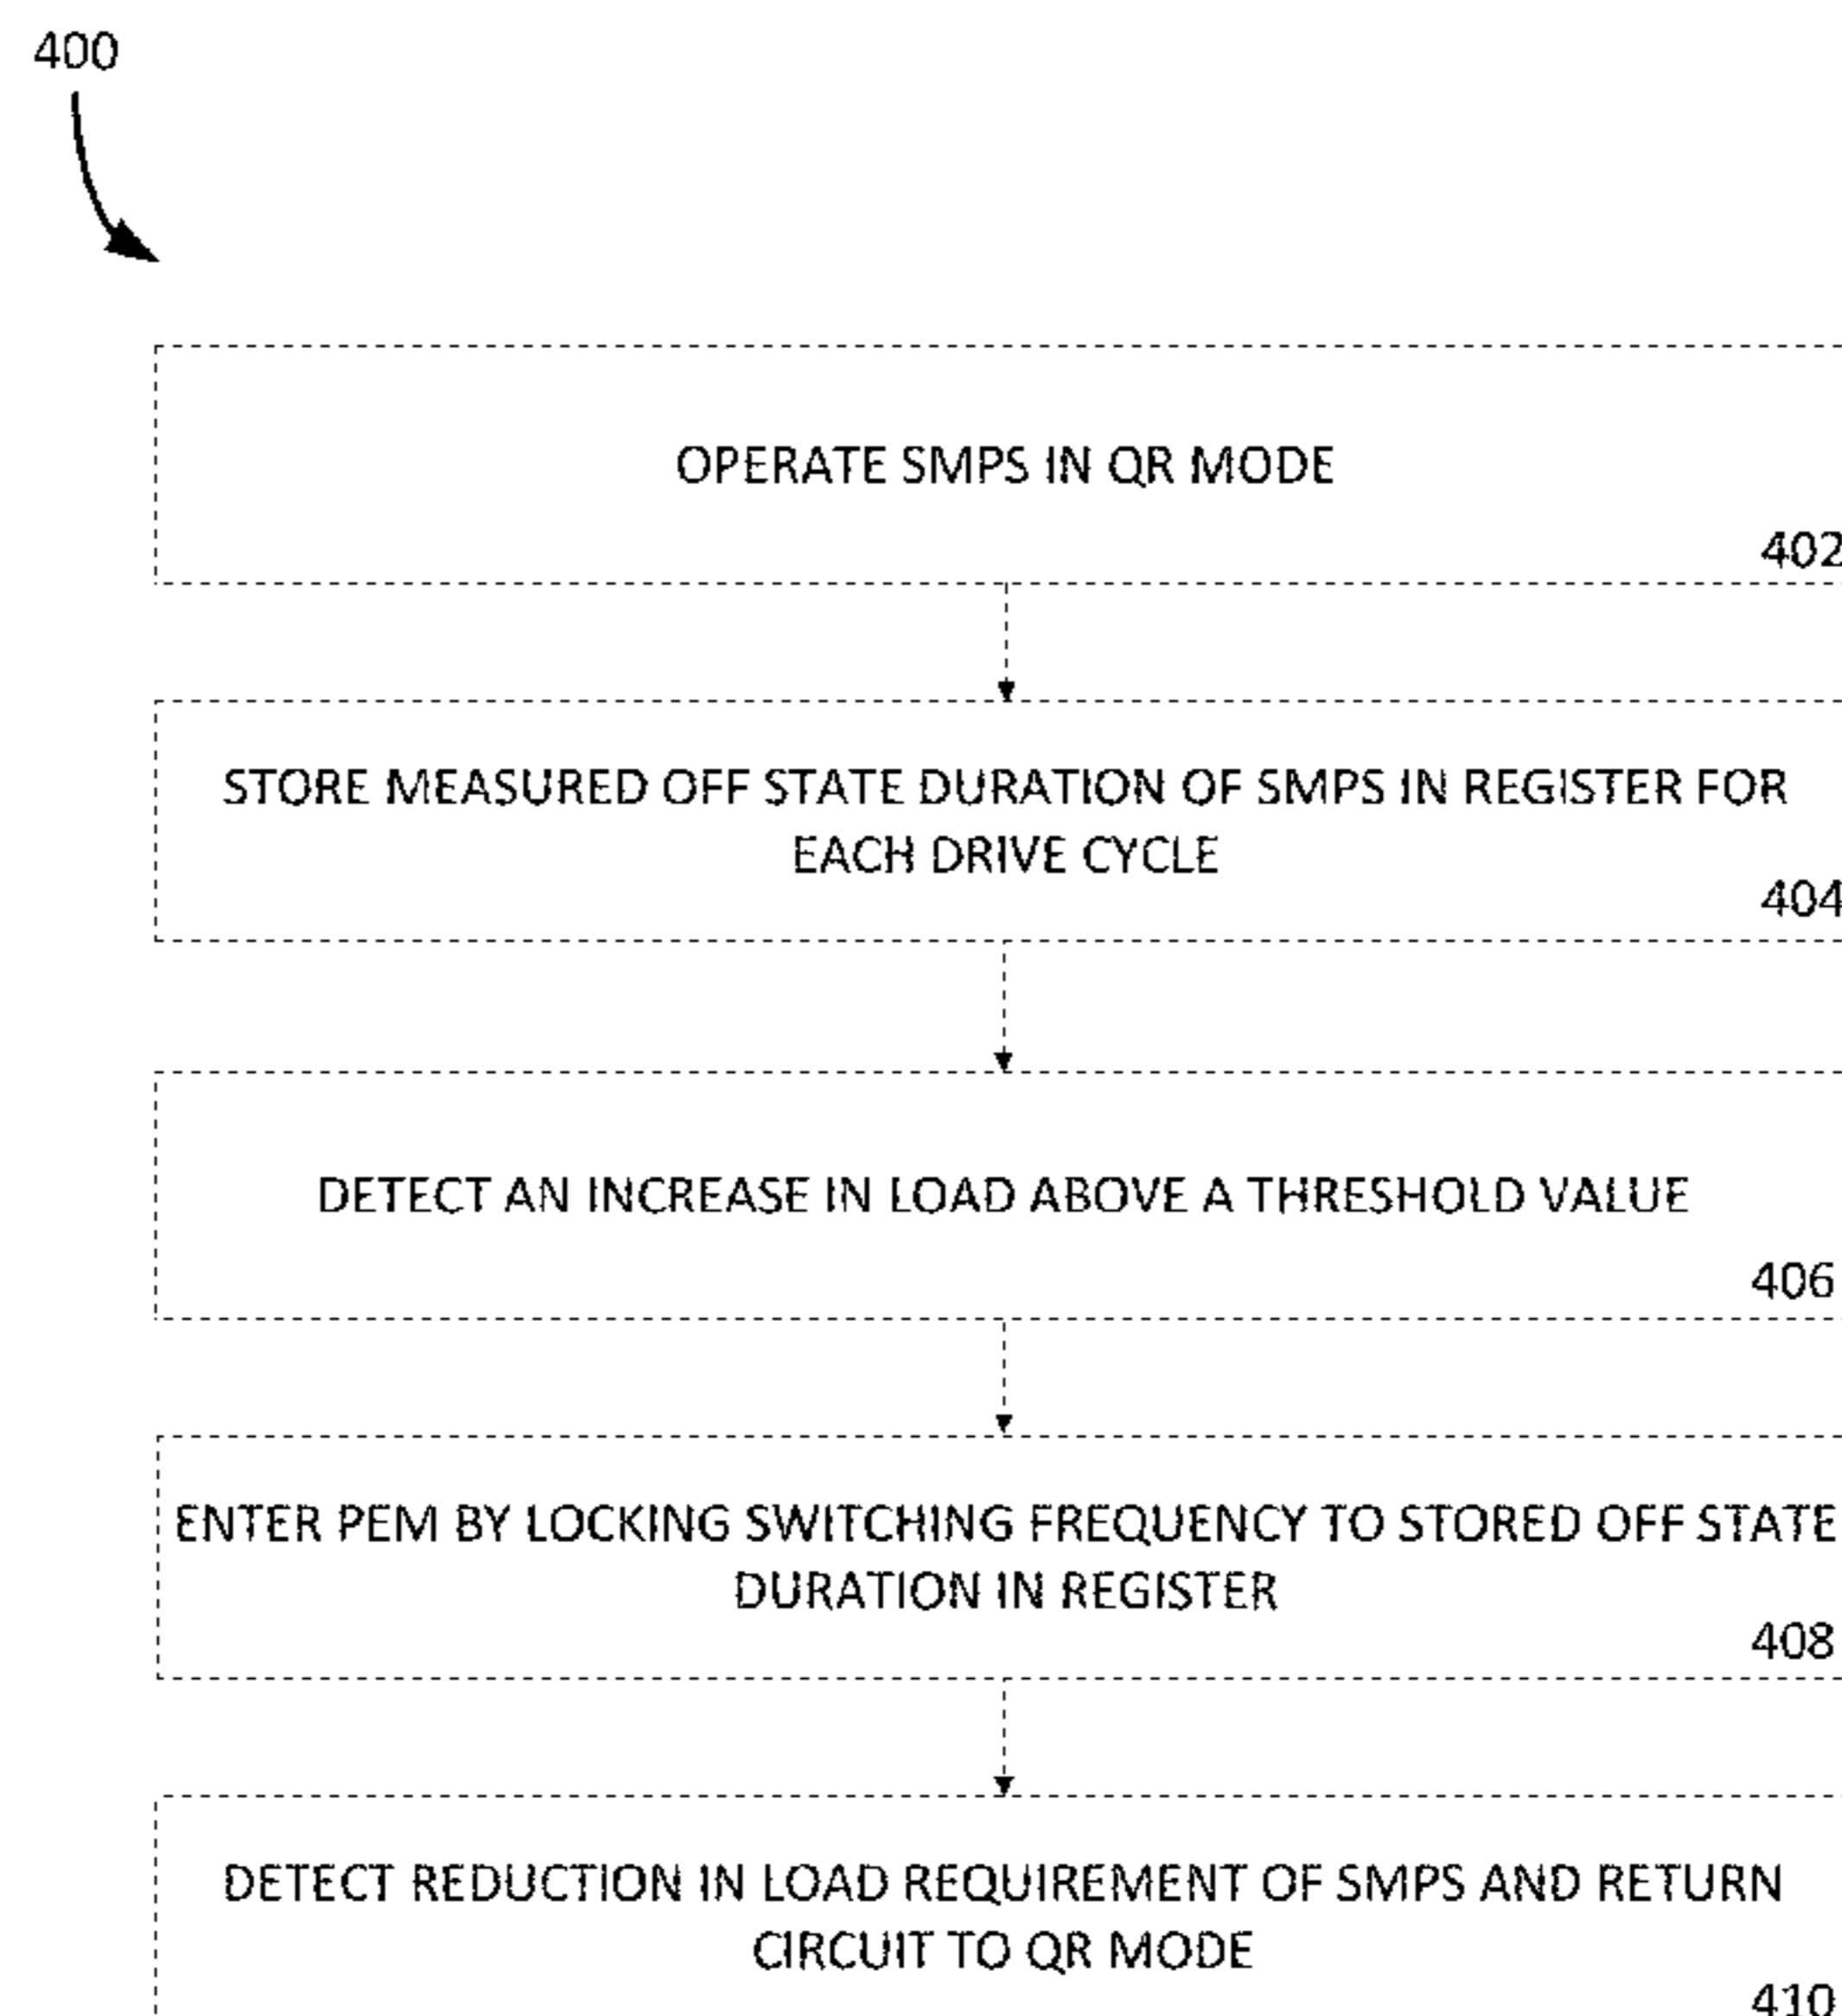 400
OPERATE SMPS IN QR MODE
402
STORE MEASURED OFF STATE DURATION OF SMPS IN REGISTER FOR
EACH DRIVE CYCLE
404
DETECT AN INCREASE IN LOAD ABOVE A THRESHOLD VALUE
406
ENTER PEM BY LOCKING SWITCHING FREQUENCY TO STORED OFF STATE
DURATION IN REGISTER
408
DETECT REDUCTION IN LOAD REQUIREMENT OF SMPS AND RETURN
CIRCUIT TO QR MODE
410